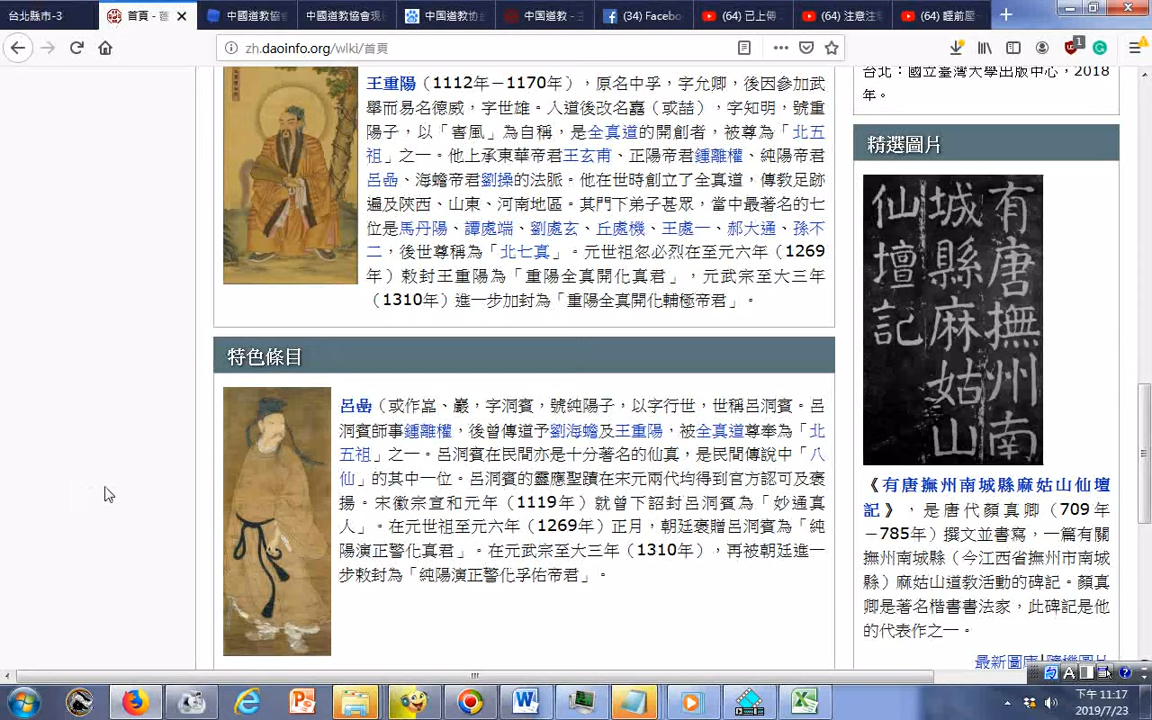 台北縣市-3
首頁 -
中國道教協會
中國道教協會現
中国道教协
中国道教 -
(34) Facebo
(64) 已上傳
(64) 注意注
(64) 睡前壓
zh.daoinfo.org/wiki/首頁
王重陽（1112年－1170年），原名中孚，字允卿，後因參加武
舉而易名德威，字世雄。入道後改名嚞（或喆），字知明，號重
陽子，以「害風」為自稱，是全真道的開創者，被尊為「北五
祖」之一。他上承東華帝君王玄甫、正陽帝君鍾離權、純陽帝君
呂喦、海蟾帝君劉操的法脈。他在世時創立了全真道，傳教足跡
遍及陝西、山東、河南地區。其門下弟子甚眾，當中最著名的七
位是馬丹陽、譚處端、劉處玄、丘處機、王處一、郝大通、孫不
二，後世尊稱為「北七真」。元世祖忽必烈在至元六年（1269
年）敕封王重陽為「重陽全真開化真君」，元武宗至大三年
（1310年）進一步加封為「重陽全真開化輔極帝君」。
特色條目
呂喦（或作嵓、巖，字洞賓，號純陽子，以字行世，世稱呂洞賓。呂
洞賓師事鍾離權，後曾傳道予劉海蟾及王重陽，被全真道尊奉為「北
五祖」之一。呂洞賓在民間亦是十分著名的仙真，是民間傳說中「八
仙」的其中一位。呂洞賓的靈應聖蹟在宋元兩代均得到官方認可及褒
揚。宋徽宗宣和元年（1119年）就曾下詔封呂洞賓為「妙通真
人」。在元世祖至元六年（1269年）正月，朝廷褒贈呂洞賓為「純
陽演正警化真君」。在元武宗至大三年（1310年），再被朝廷進一
步敕封為「純陽演正警化孚佑帝君」。
台北：國立臺灣大學出版中心，2018
年。
精選圖片
有唐撫州南
城縣麻姑山
仙壇記
《有唐撫州南城縣麻姑山仙壇
記》，是唐代顏真卿（709年
－785年）撰文並書寫，一篇有關
撫州南城縣（今江西省撫州市南城
縣）麻姑山道教活動的碑記。顏真
卿是著名楷書書法家，此碑記是他
的代表作之一。
最新圖庫 | 隨機圖片
下午 11:17
2019/7/23